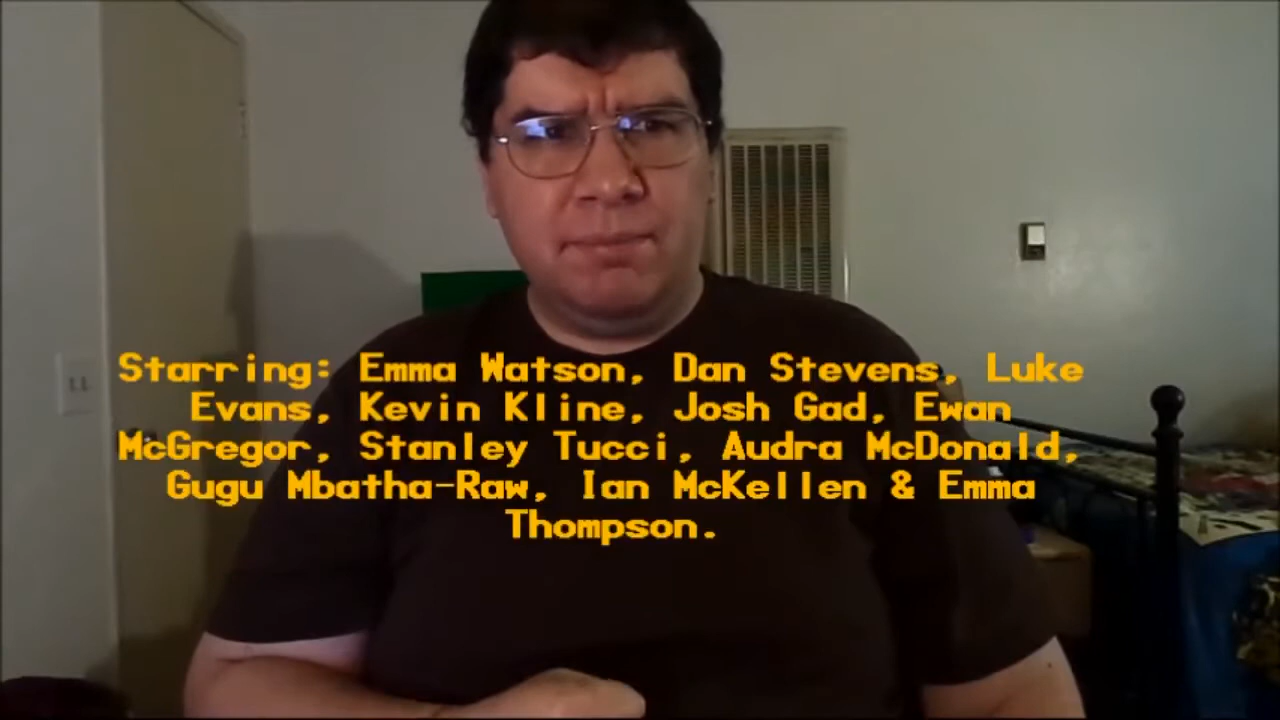 Starring: Emma Watson, Dan Stevens, Luke
Evans, Kevin Kline, Josh Gad, Ewan
McGregor, Stanley Tucci, Audra McDonald,
Gugu Mbatha-Raw, Ian McKellen & Emma
Thompson.